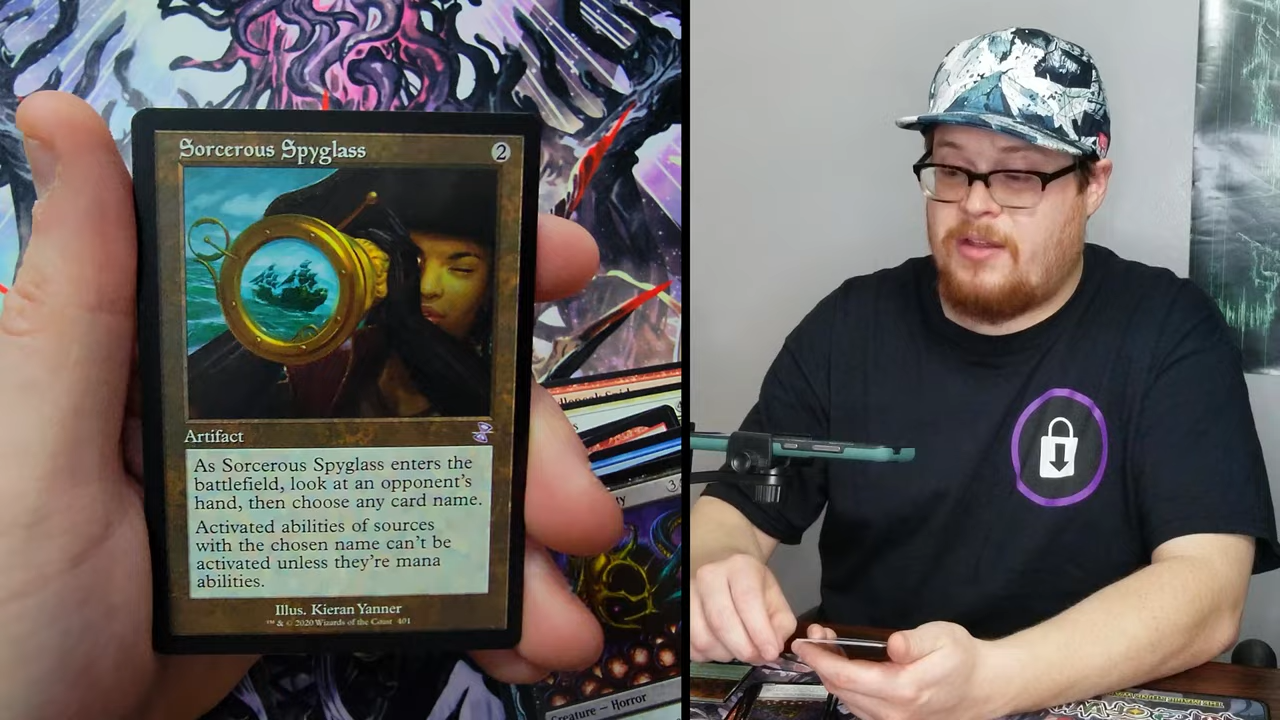 Sorcerous Spyglass 2
Artifact
As Sorcerous Spyglass enters the
battlefield, look at an opponent's
hand, then choose any card name.
Activated abilities of sources
with the chosen name can't be
activated unless they're mana
abilities.
Illus. Kieran Yanner
™ & © 2020 Wizards of the Coast 401
3
Creature — Horror